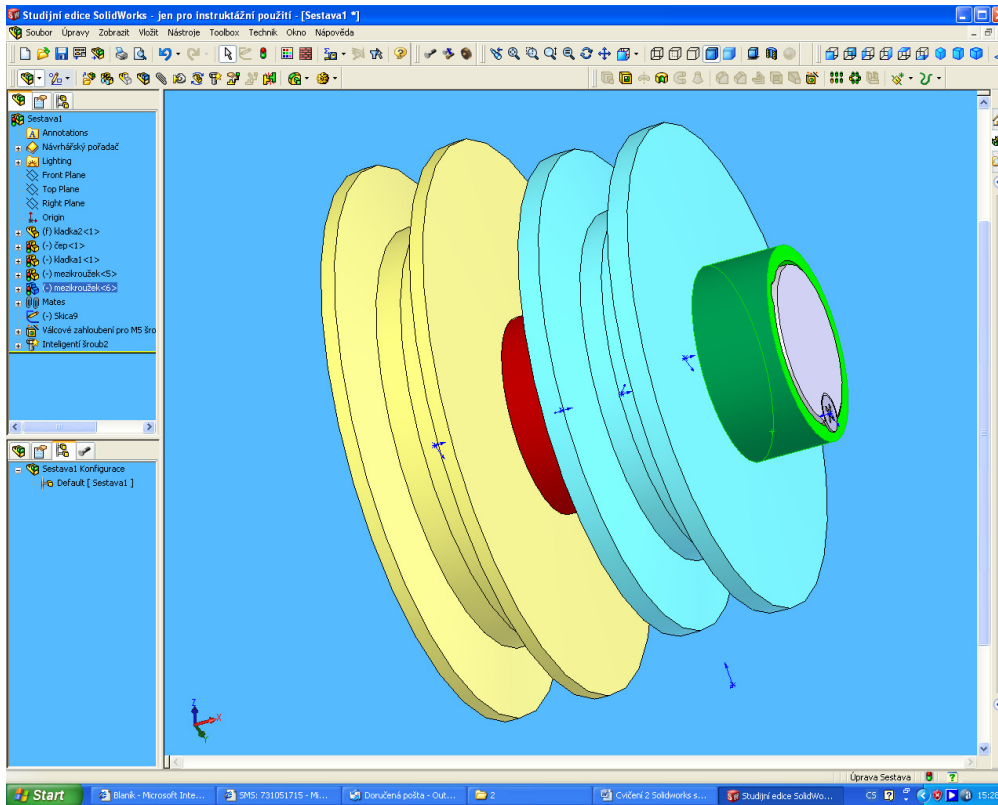 Studijní edice SolidWorks - jen pro instruktážní použití - [Sestava1 *]
Soubor Úpravy Zobrazit Vložit Nástroje Toolbox Technik Okno Nápověda
Sestava1
Annotations
Návrhářský pořadač
Lighting
Front Plane
Top Plane
Right Plane
Origin
(f) kladka2<1>
(-) čep<1>
(-) kladka1<1>
(-) mezikroužek<5>
(-) mezikroužek<6>
Mates
(-) Skica9
Válcové zahloubení pro M5 šro
Inteligentí šroub2
Sestava1 Konfigurace
Default [ Sestava1 ]
Z
X
Y
Úprava Sestava
Start
Blaník - Microsoft Inte...
SMS: 731051715 - Mi...
Doručená pošta - Out...
2
Cvičení 2 Solidworks s...
Studijní edice SolidWo...
CS
15:28